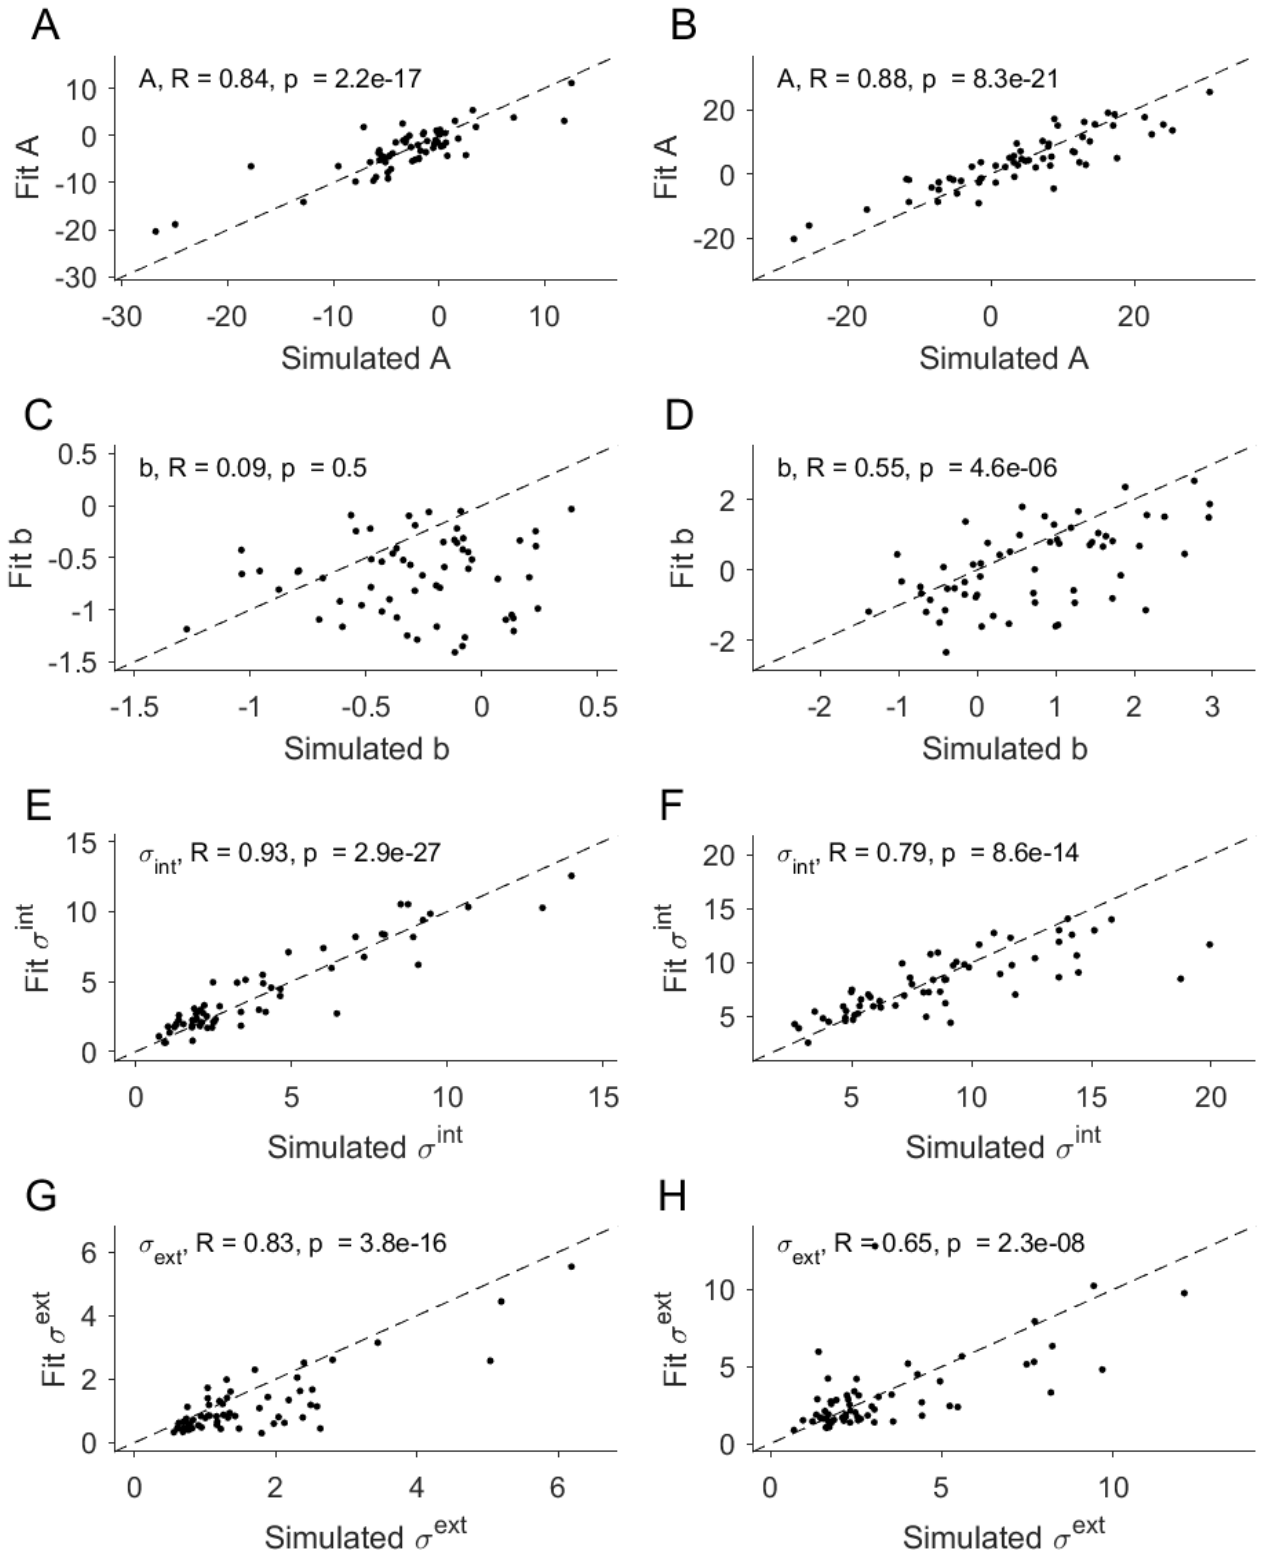 A
A, R = 0.84, p = 2.2e-17
10
0
-10
-20
-30
Fit A
-30 -20 -10 0 10
Simulated A
B
A, R = 0.88, p = 8.3e-21
20
0
-20
Fit A
-20 0 20
Simulated A
C
b, R = 0.09, p = 0.5
0.5
0
-0.5
-1
-1.5
Fit b
-1.5 -1 -0.5 0 0.5
Simulated b
D
b, R = 0.55, p = 4.6e-06
2
0
-2
Fit b
-2 -1 0 1 2 3
Simulated b
E
σint, R = 0.93, p = 2.9e-27
15
10
5
0
Fit σint
0 5 10 15
Simulated σint
F
σint, R = 0.79, p = 8.6e-14
20
15
10
5
Fit σint
5 10 15 20
Simulated σint
G
σext, R = 0.83, p = 3.8e-16
6
4
2
0
Fit σext
0 2 4 6
Simulated σext
H
σext, R = 0.65, p = 2.3e-08
10
5
0
Fit σext
0 5 10
Simulated σext